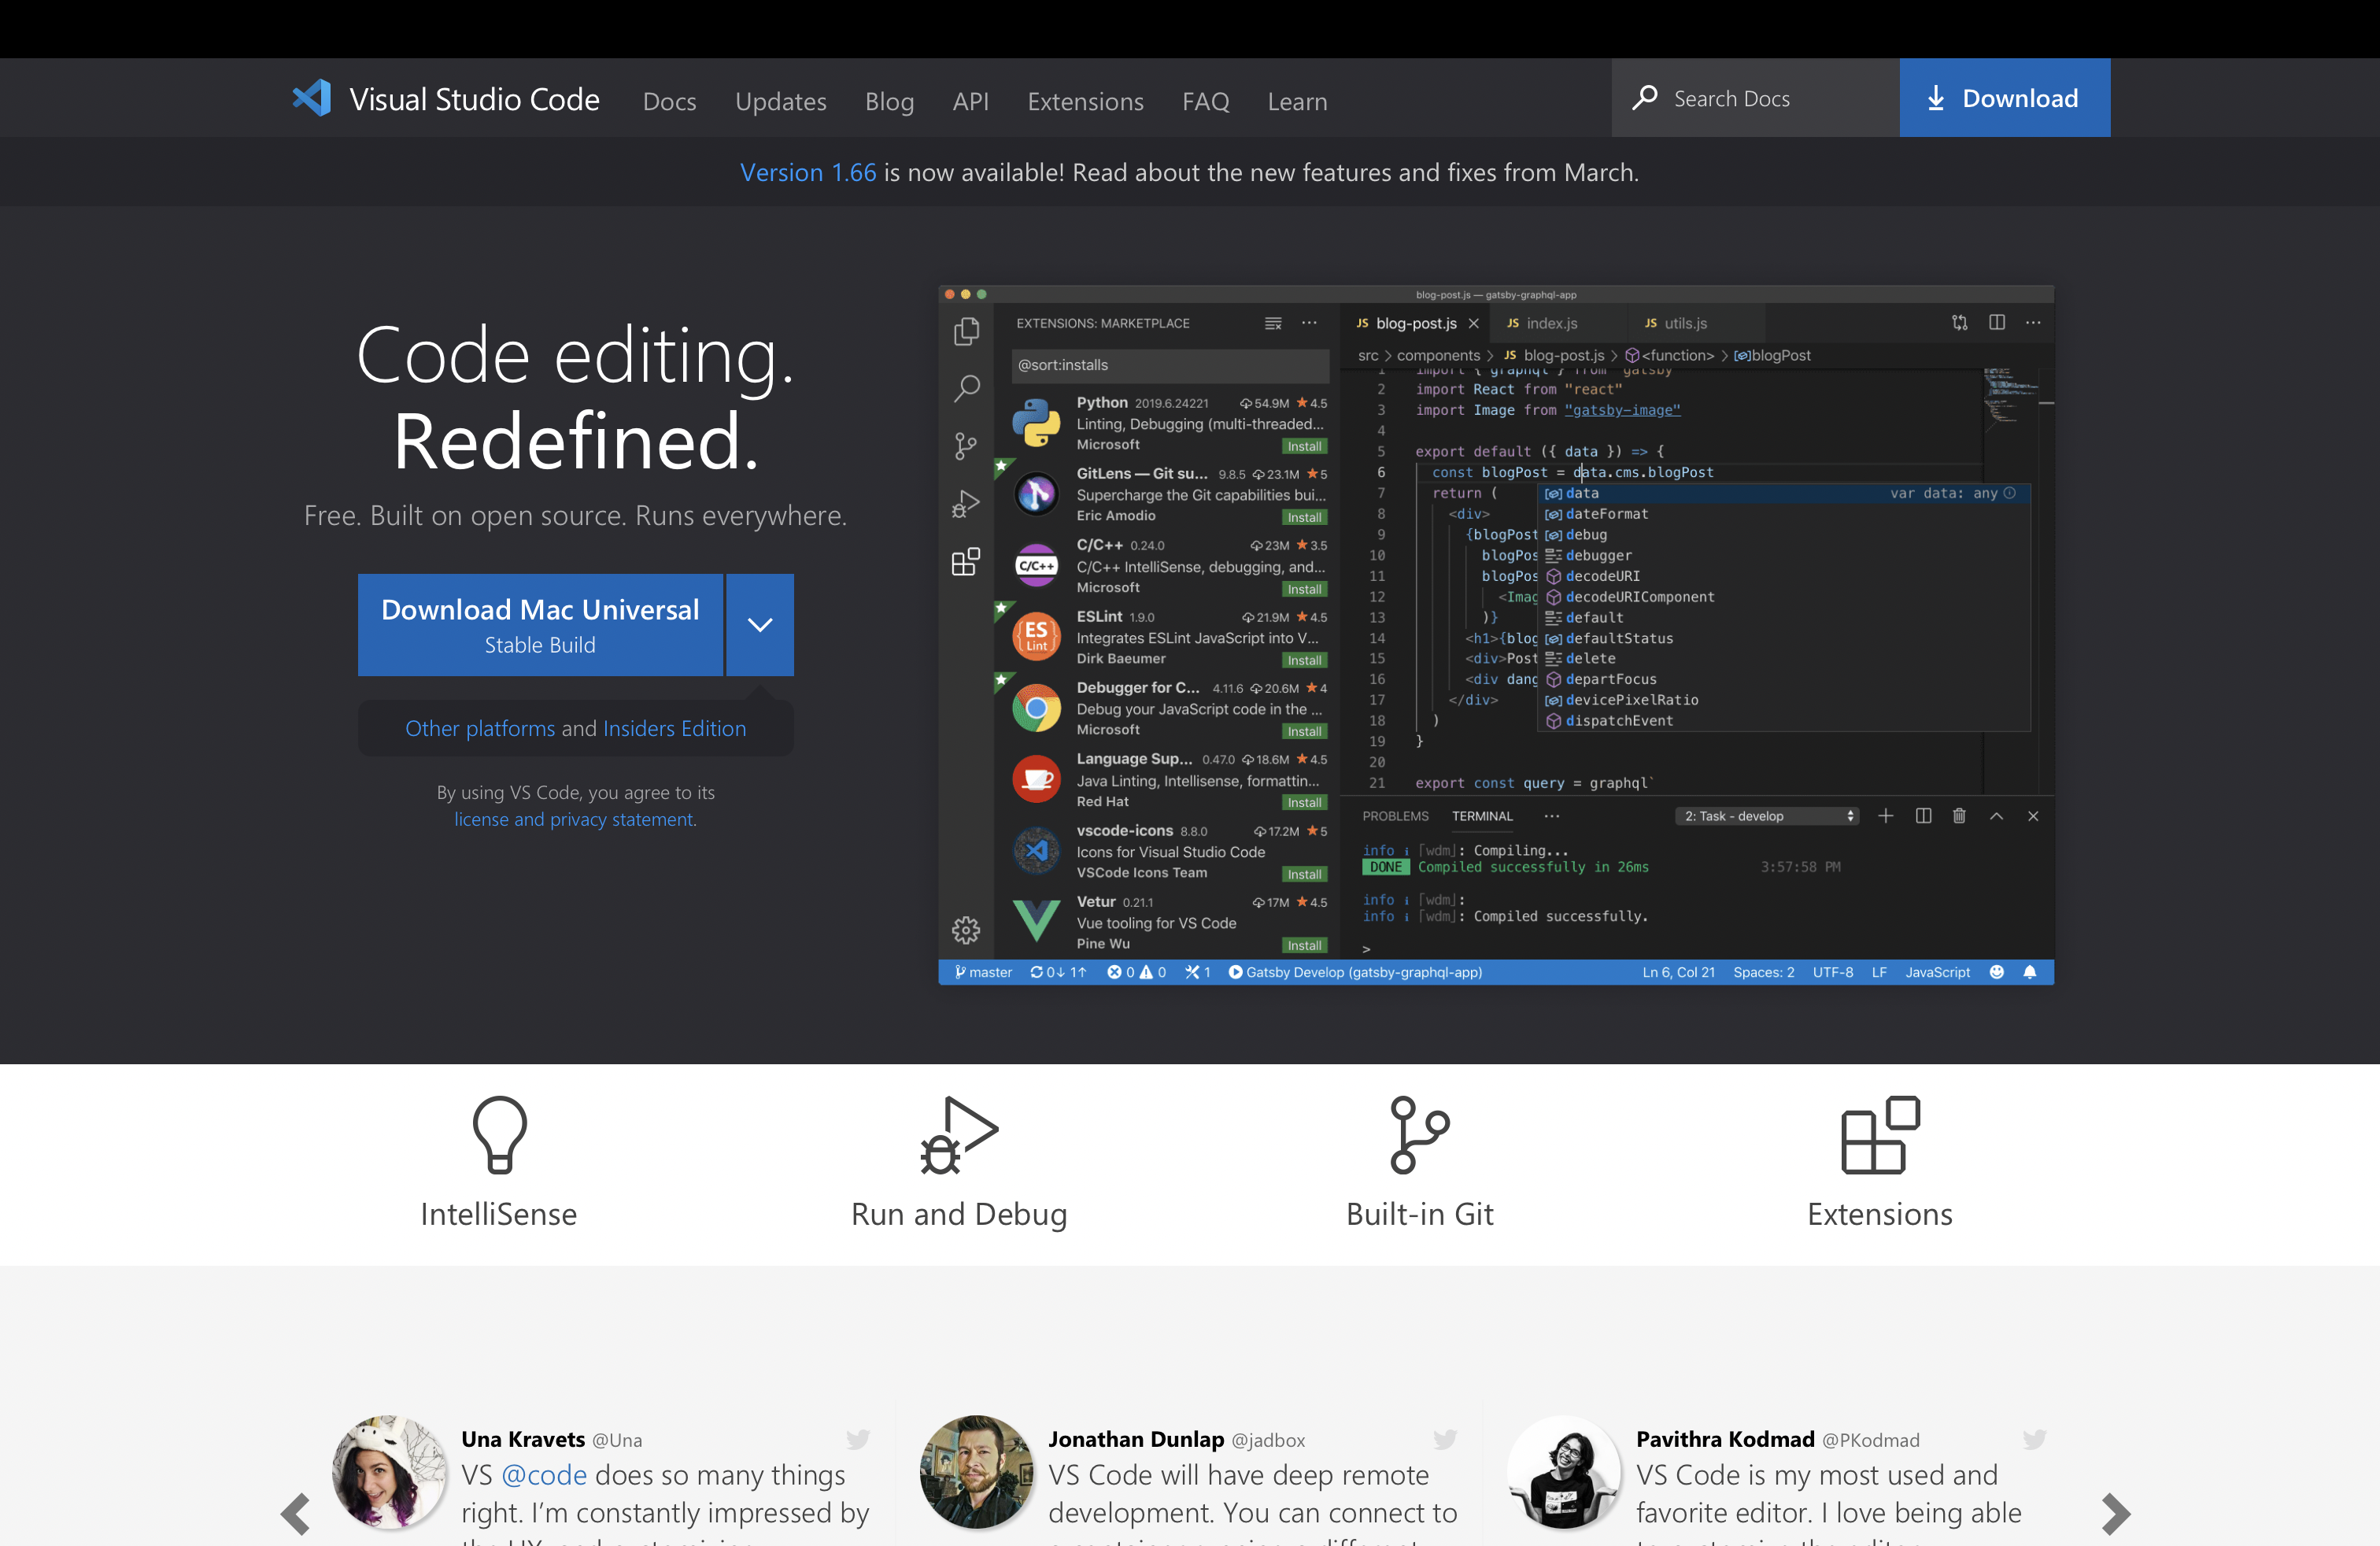 Visual Studio Code Docs Updates Blog API Extensions FAQ Learn Search Docs Download
Version 1.66 is now available! Read about the new features and fixes from March.
Code editing.
Redefined.
Free. Built on open source. Runs everywhere.
Download Mac Universal
Stable Build
Other platforms and Insiders Edition
By using VS Code, you agree to its
license and privacy statement.
blog-post.js — gatsby-graphql-app
EXTENSIONS: MARKETPLACE
@sort:installs
Python 2019.6.24221 54.9M 4.5
Linting, Debugging (multi-threaded...
Microsoft Install
GitLens — Git su... 9.8.5 23.1M 5
Supercharge the Git capabilities bui...
Eric Amodio Install
C/C++
C/C++ 0.24.0 23M 3.5
C/C++ IntelliSense, debugging, and...
Microsoft Install
ES
Lint
ESLint 1.9.0 21.9M 4.5
Integrates ESLint JavaScript into V...
Dirk Baeumer Install
Debugger for C... 4.11.6 20.6M 4
Debug your JavaScript code in the ...
Microsoft Install
Language Sup... 0.47.0 18.6M 4.5
Java Linting, Intellisense, formattin...
Red Hat Install
vscode-icons 8.8.0 17.2M 5
Icons for Visual Studio Code
VSCode Icons Team Install
Vetur 0.21.1 17M 4.5
Vue tooling for VS Code
Pine Wu Install
JS blog-post.js JS index.js JS utils.js
src > components > JS blog-post.js > <function> > blogPost
1 import { graphql } from "gatsby"
2 import React from "react"
3 import Image from "gatsby-image"
4
5 export default ({ data }) => {
6 const blogPost = data.cms.blogPost
7 return (
8 <div>
9 {blogPost
10 blogPos
11 blogPos
12 <Imag
13 )}
14 <h1>{blog
15 <div>Post
16 <div dang
17 </div>
18 )
19 }
20
21 export const query = graphql`
data var data: any
dateFormat
debug
debugger
decodeURI
decodeURIComponent
default
defaultStatus
delete
departFocus
devicePixelRatio
dispatchEvent
PROBLEMS TERMINAL ... 2: Task - develop
info i ｢wdm｣: Compiling...
DONE Compiled successfully in 26ms 3:57:58 PM
info i ｢wdm｣:
info i ｢wdm｣: Compiled successfully.
>
master 0↓ 1↑ 0 0 1 Gatsby Develop (gatsby-graphql-app) Ln 6, Col 21 Spaces: 2 UTF-8 LF JavaScript
IntelliSense
Run and Debug
Built-in Git
Extensions
Una Kravets @Una
VS @code does so many things
right. I’m constantly impressed by
Jonathan Dunlap @jadbox
VS Code will have deep remote
development. You can connect to
Pavithra Kodmad @PKodmad
VS Code is my most used and
favorite editor. I love being able